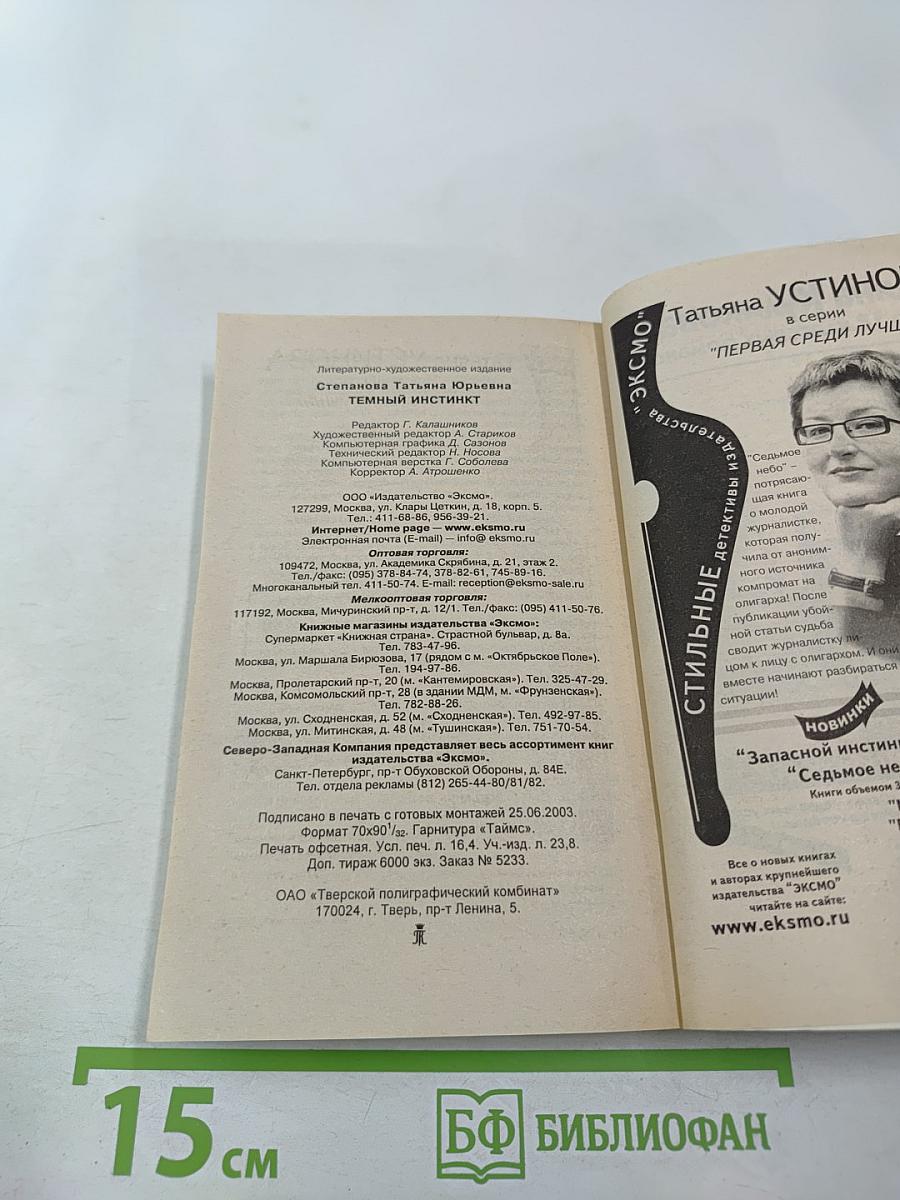 Литературно-художественное издание
Степанова Татьяна Юрьевна
ТЕМНЫЙ ИНСТИНКТ
Редактор Г. Калашников
Художественный редактор А. Стариков
Компьютерная графика Д. Сазонов
Технический редактор Н. Носова
Компьютерная верстка Г. Соболева
Корректор А. Атрошенко
ООО «Издательство «Эксмо».
127299, Москва, ул. Клары Цеткин, д. 18, корп. 5.
Тел.: 411-68-86, 956-39-21.
Интернет/Home page — www.eksmo.ru
Электронная почта (E-mail) — info@ eksmo.ru
Оптовая торговля:
109472, Москва, ул. Академика Скрябина, д. 21, этаж 2.
Тел./факс: (095) 378-84-74, 378-82-61, 745-89-16.
Многоканальный тел. 411-50-74. E-mail: reception@eksmo-sale.ru
Мелкооптовая торговля:
117192, Москва, Мичуринский пр-т, д. 12/1. Тел./факс: (095) 411-50-76.
Книжные магазины издательства «Эксмо»:
Супермаркет «Книжная страна». Страстной бульвар, д. 8а.
Тел. 783-47-96.
Москва, ул. Маршала Бирюзова, 17 (рядом с м. «Октябрьское Поле»).
Тел. 194-97-86.
Москва, Пролетарский пр-т, 20 (м. «Кантемировская»). Тел. 325-47-29.
Москва, Комсомольский пр-т, 28 (в здании МДМ, м. «Фрунзенская»).
Тел. 782-88-26.
Москва, ул. Сходненская, д. 52 (м. «Сходненская»). Тел. 492-97-85.
Москва, ул. Митинская, д. 48 (м. «Тушинская»). Тел. 751-70-54.
Северо-Западная Компания представляет весь ассортимент книг
издательства «Эксмо».
Санкт-Петербург, пр-т Обуховской Обороны, д. 84Е.
Тел. отдела рекламы (812) 265-44-80/81/82.
Подписано в печать с готовых монтажей 25.06.2003.
Формат 70х90 1/32. Гарнитура «Таймс».
Печать офсетная. Усл. печ. л. 16,4. Уч.-изд. л. 23,8.
Доп. тираж 6000 экз. Заказ № 5233.
ОАО «Тверской полиграфический комбинат»
170024, г. Тверь, пр-т Ленина, 5.
Татьяна УСТИНО
в серии
"ПЕРВАЯ СРЕДИ ЛУЧШ
СТИЛЬНЫЕ детективы издательства "ЭКСМО"
"Седьмое
небо" –
потрясаю-
щая книга
о молодой
журналистке,
которая полу-
чила от аноним-
ного источника
компромат на
олигарха! После
публикации убой-
ной статьи судьба
сводит журналистку ли-
цом к лицу с олигархом. И они
вместе начинают разбираться
ситуации!
НОВИНКИ
"Запасной инстин
"Седьмое не
Книги объемом 3
Все о новых книгах
и авторах крупнейшего
издательства "ЭКСМО"
читайте на сайте:
www.eksmo.ru
15 см
БФ БИБЛИОФАН